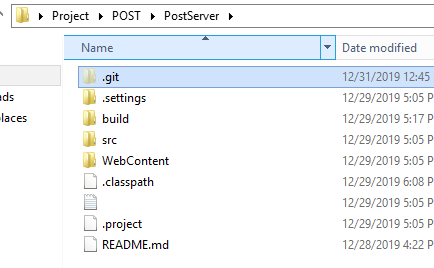 Project POST PostServer
Name Date modified
.git 12/31/2019 12:45
.settings 12/29/2019 5:05 P
nds build 12/29/2019 5:17 P
places src 12/29/2019 5:05 P
WebContent 12/29/2019 5:05 P
.classpath 12/29/2019 6:08 P
12/29/2019 5:05 P
.project 12/29/2019 5:05 P
README.md 12/28/2019 4:22 P